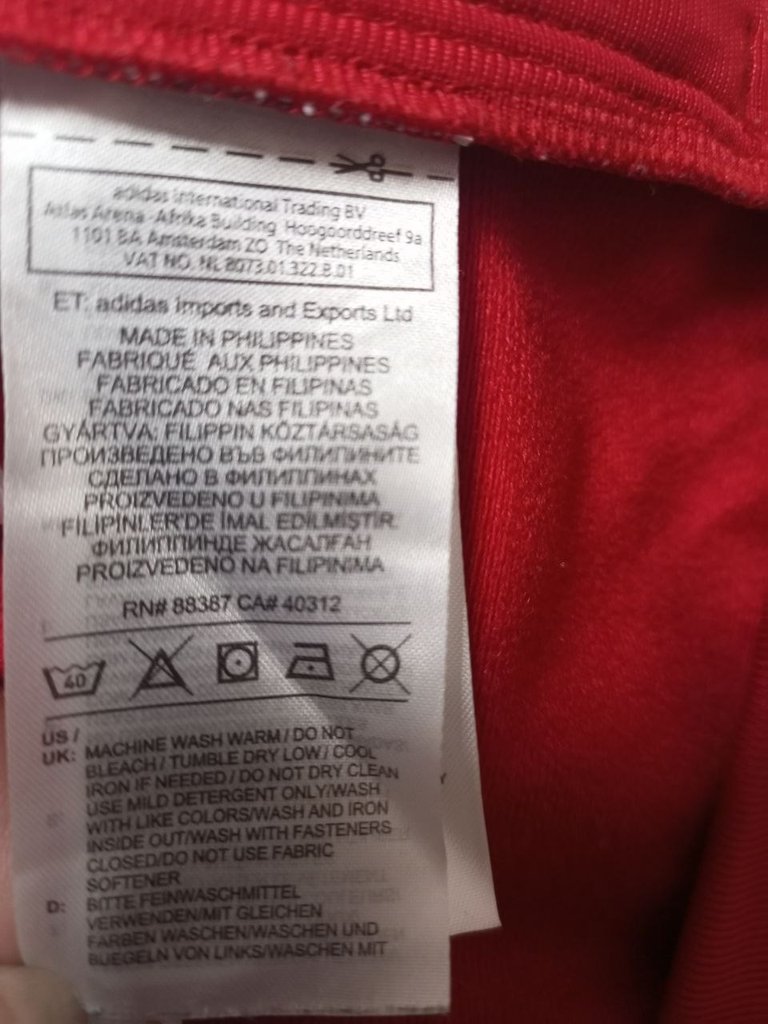 adidas International Trading BV
Atlas Arena -Afrika Building Hoogoorddreef 9a
1101 BA Amsterdam ZO The Netherlands
VAT NO. NL 8073.01.322.B.01
ET: adidas Imports and Exports Ltd
MADE IN PHILIPPINES
FABRIQUÉ AUX PHILIPPINES
FABRICADO EN FILIPINAS
FABRICADO NAS FILIPINAS
GYÁRTVA: FILIPPIN KÖZTÁRSASÁG
ПРОИЗВЕДЕНО ВЪВ ФИЛИПИНИТЕ
СДЕЛАНО В ФИЛИППИНАХ
PROIZVEDENO U FILIPINIMA
FİLİPİNLER'DE İMAL EDİLMİŞTİR
ФИЛИППИНДЕ ЖАСАЛҒАН
PROIZVEDENO NA FILIPINIMA
RN# 88387 CA# 40312
40
US /
UK: MACHINE WASH WARM / DO NOT
BLEACH / TUMBLE DRY LOW / COOL
IRON IF NEEDED / DO NOT DRY CLEAN
USE MILD DETERGENT ONLY/WASH
WITH LIKE COLORS/WASH AND IRON
INSIDE OUT/WASH WITH FASTENERS
CLOSED/DO NOT USE FABRIC
SOFTENER
D: BITTE FEINWASCHMITTEL
VERWENDEN/MIT GLEICHEN
FARBEN WASCHEN/WASCHEN UND
BUEGELN VON LINKS/WASCHEN MIT